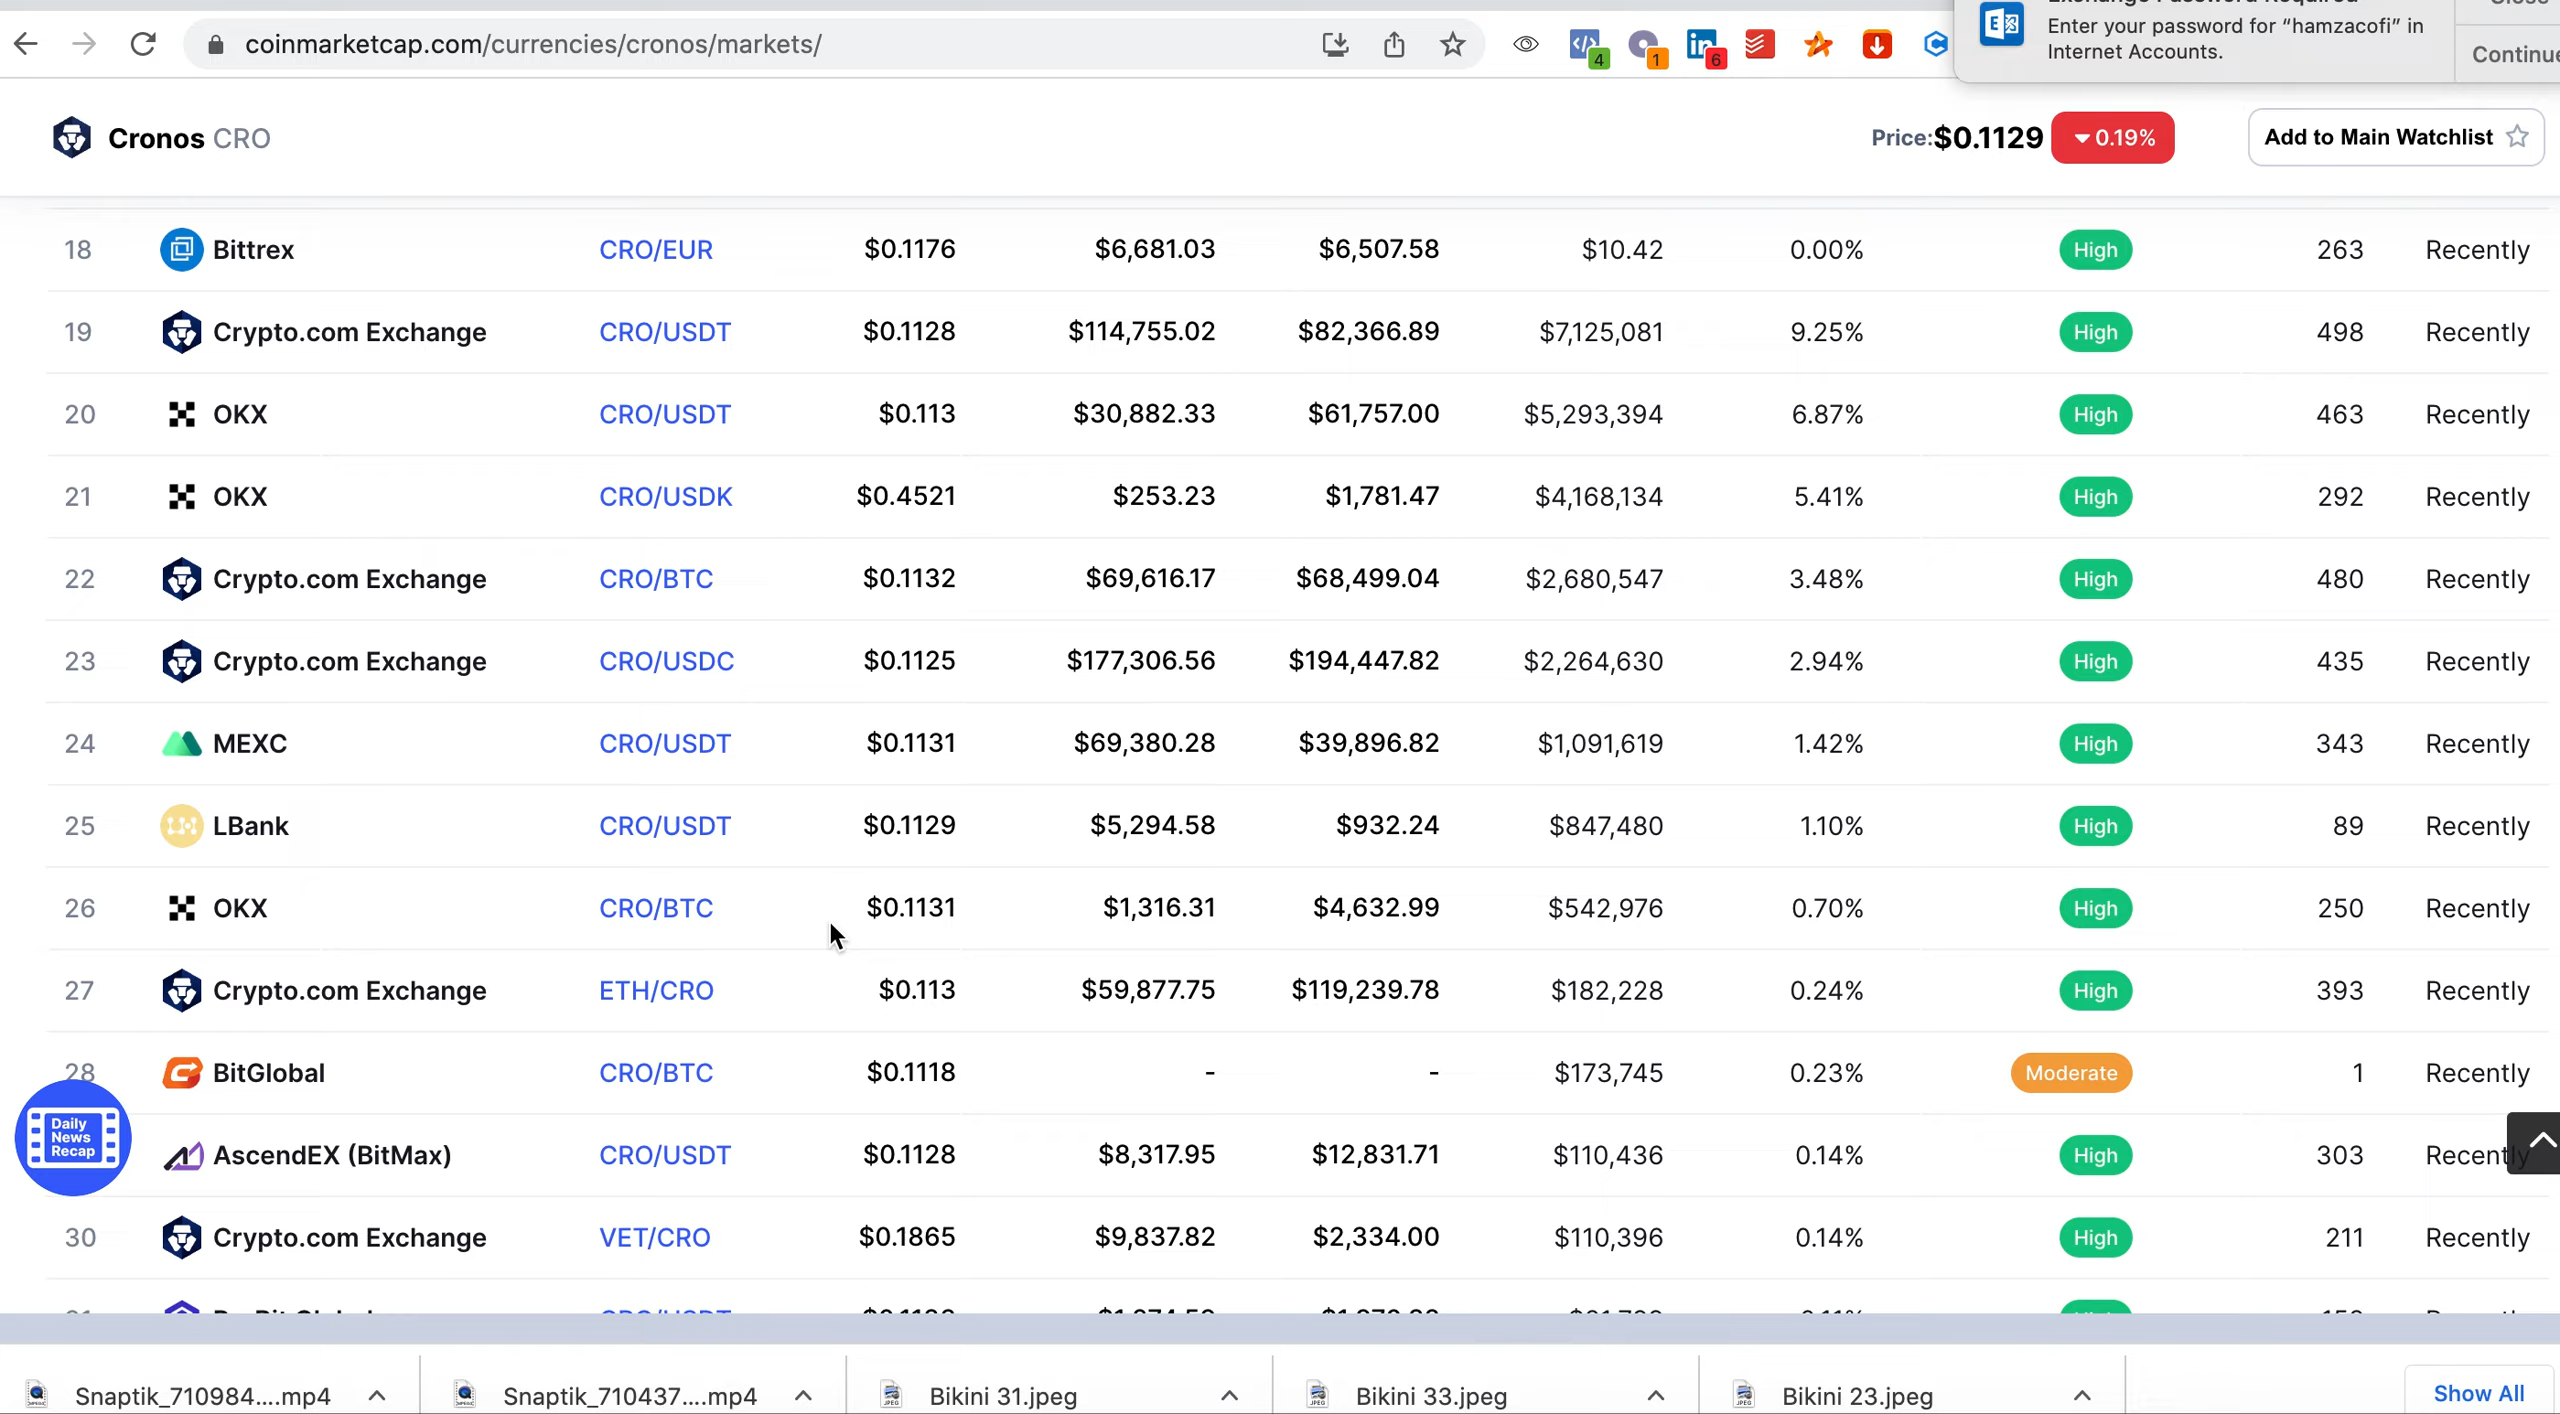 coinmarketcap.com/currencies/cronos/markets/
4
1
6
Enter your password for “hamzacofi” in
Internet Accounts.
Continue
Cronos CRO
Price:$0.1129 0.19%
Add to Main Watchlist
18 Bittrex CRO/EUR $0.1176 $6,681.03 $6,507.58 $10.42 0.00% High 263 Recently
19 Crypto.com Exchange CRO/USDT $0.1128 $114,755.02 $82,366.89 $7,125,081 9.25% High 498 Recently
20 OKX CRO/USDT $0.113 $30,882.33 $61,757.00 $5,293,394 6.87% High 463 Recently
21 OKX CRO/USDK $0.4521 $253.23 $1,781.47 $4,168,134 5.41% High 292 Recently
22 Crypto.com Exchange CRO/BTC $0.1132 $69,616.17 $68,499.04 $2,680,547 3.48% High 480 Recently
23 Crypto.com Exchange CRO/USDC $0.1125 $177,306.56 $194,447.82 $2,264,630 2.94% High 435 Recently
24 MEXC CRO/USDT $0.1131 $69,380.28 $39,896.82 $1,091,619 1.42% High 343 Recently
25 LBank CRO/USDT $0.1129 $5,294.58 $932.24 $847,480 1.10% High 89 Recently
26 OKX CRO/BTC $0.1131 $1,316.31 $4,632.99 $542,976 0.70% High 250 Recently
27 Crypto.com Exchange ETH/CRO $0.113 $59,877.75 $119,239.78 $182,228 0.24% High 393 Recently
28 BitGlobal CRO/BTC $0.1118 - - $173,745 0.23% Moderate 1 Recently
Daily
News
Recap
AscendEX (BitMax) CRO/USDT $0.1128 $8,317.95 $12,831.71 $110,436 0.14% High 303 Recently
30 Crypto.com Exchange VET/CRO $0.1865 $9,837.82 $2,334.00 $110,396 0.14% High 211 Recently
Snaptik_710984....mp4
Snaptik_710437....mp4
Bikini 31.jpeg
Bikini 33.jpeg
Bikini 23.jpeg
Show All